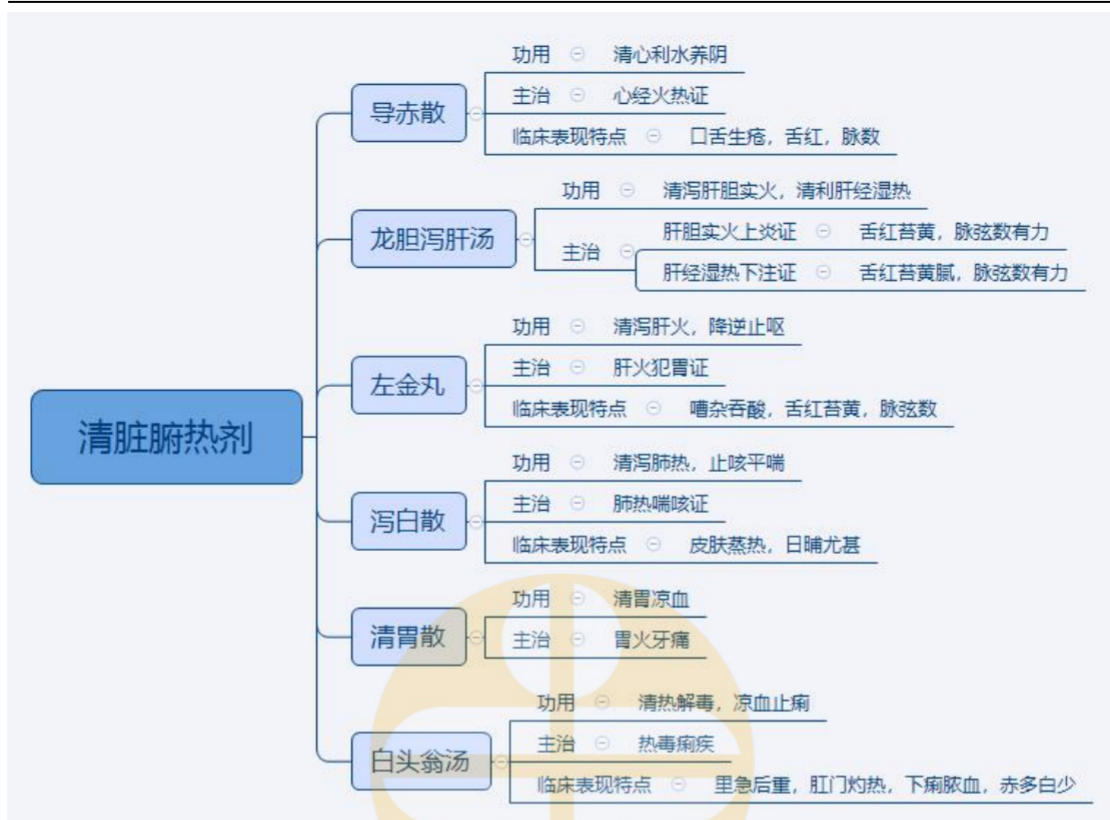 清脏腑热剂
导赤散
功用 清心利水养阴
主治 心经火热证
临床表现特点 口舌生疮，舌红，脉数
龙胆泻肝汤
功用 清泻肝胆实火，清利肝经湿热
主治
肝胆实火上炎证 舌红苔黄，脉弦数有力
肝经湿热下注证 舌红苔黄腻，脉弦数有力
左金丸
功用 清泻肝火，降逆止呕
主治 肝火犯胃证
临床表现特点 嘈杂吞酸，舌红苔黄，脉弦数
泻白散
功用 清泻肺热，止咳平喘
主治 肺热喘咳证
临床表现特点 皮肤蒸热，日晡尤甚
清胃散
功用 清胃凉血
主治 胃火牙痛
白头翁汤
功用 清热解毒，凉血止痢
主治 热毒痢疾
临床表现特点 里急后重，肛门灼热，下痢脓血，赤多白少